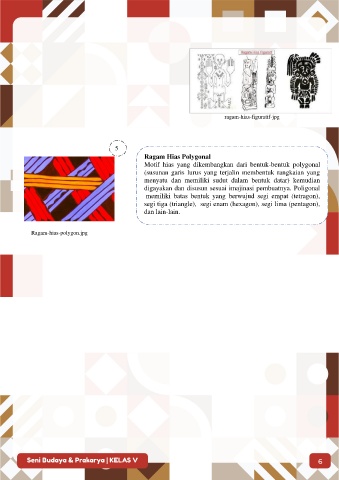 Ragam Hias Figuratif
ragam-hias-figuratif-jpg
5
Ragam Hias Polygonal
Motif hias yang dikembangkan dari bentuk-bentuk polygonal
(susunan garis lurus yang terjalin membentuk rangkaian yang
menyatu dan memiliki sudut dalam bentuk datar) kemudian
digayakan dan disusun sesuai imajinasi pembuatnya. Poligonal
memiliki batas bentuk yang berwujud segi empat (tetragon),
segi tiga (triangle), segi enam (hexagon), segi lima (pentagon),
dan lain-lain.
Ragam-hias-polygon.jpg
Seni Budaya & Prakarya | KELAS V
6